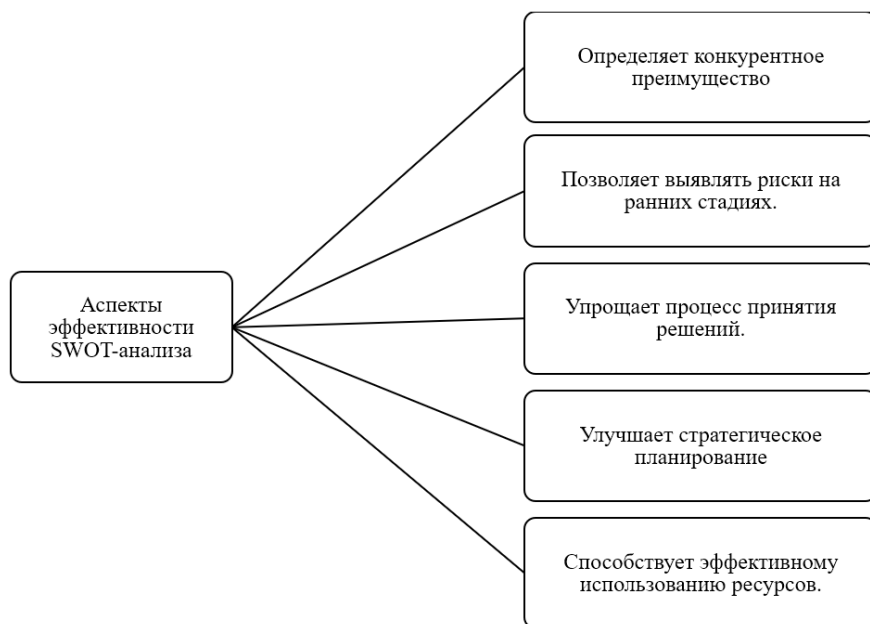 Определяет конкурентное
преимущество
Позволяет выявлять риски на
ранних стадиях.
Аспекты
эффективности
SWOT-анализа
Упрощает процесс принятия
решений.
Улучшает стратегическое
планирование
Способствует эффективному
использованию ресурсов.